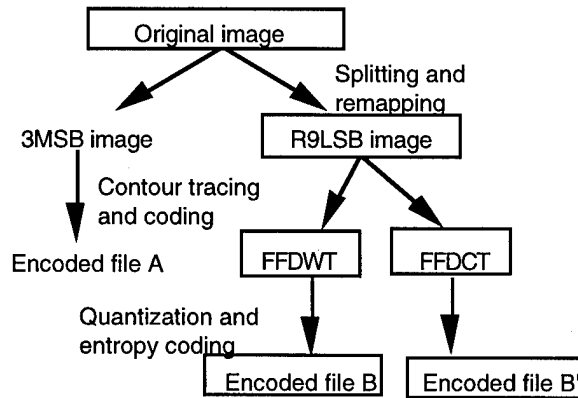 Original image
Splitting and
remapping
3MSB image
R9LSB image
Contour tracing
and coding
Encoded file A
FFDWT
FFDCT
Quantization and
entropy coding
Encoded file B
Encoded file B'